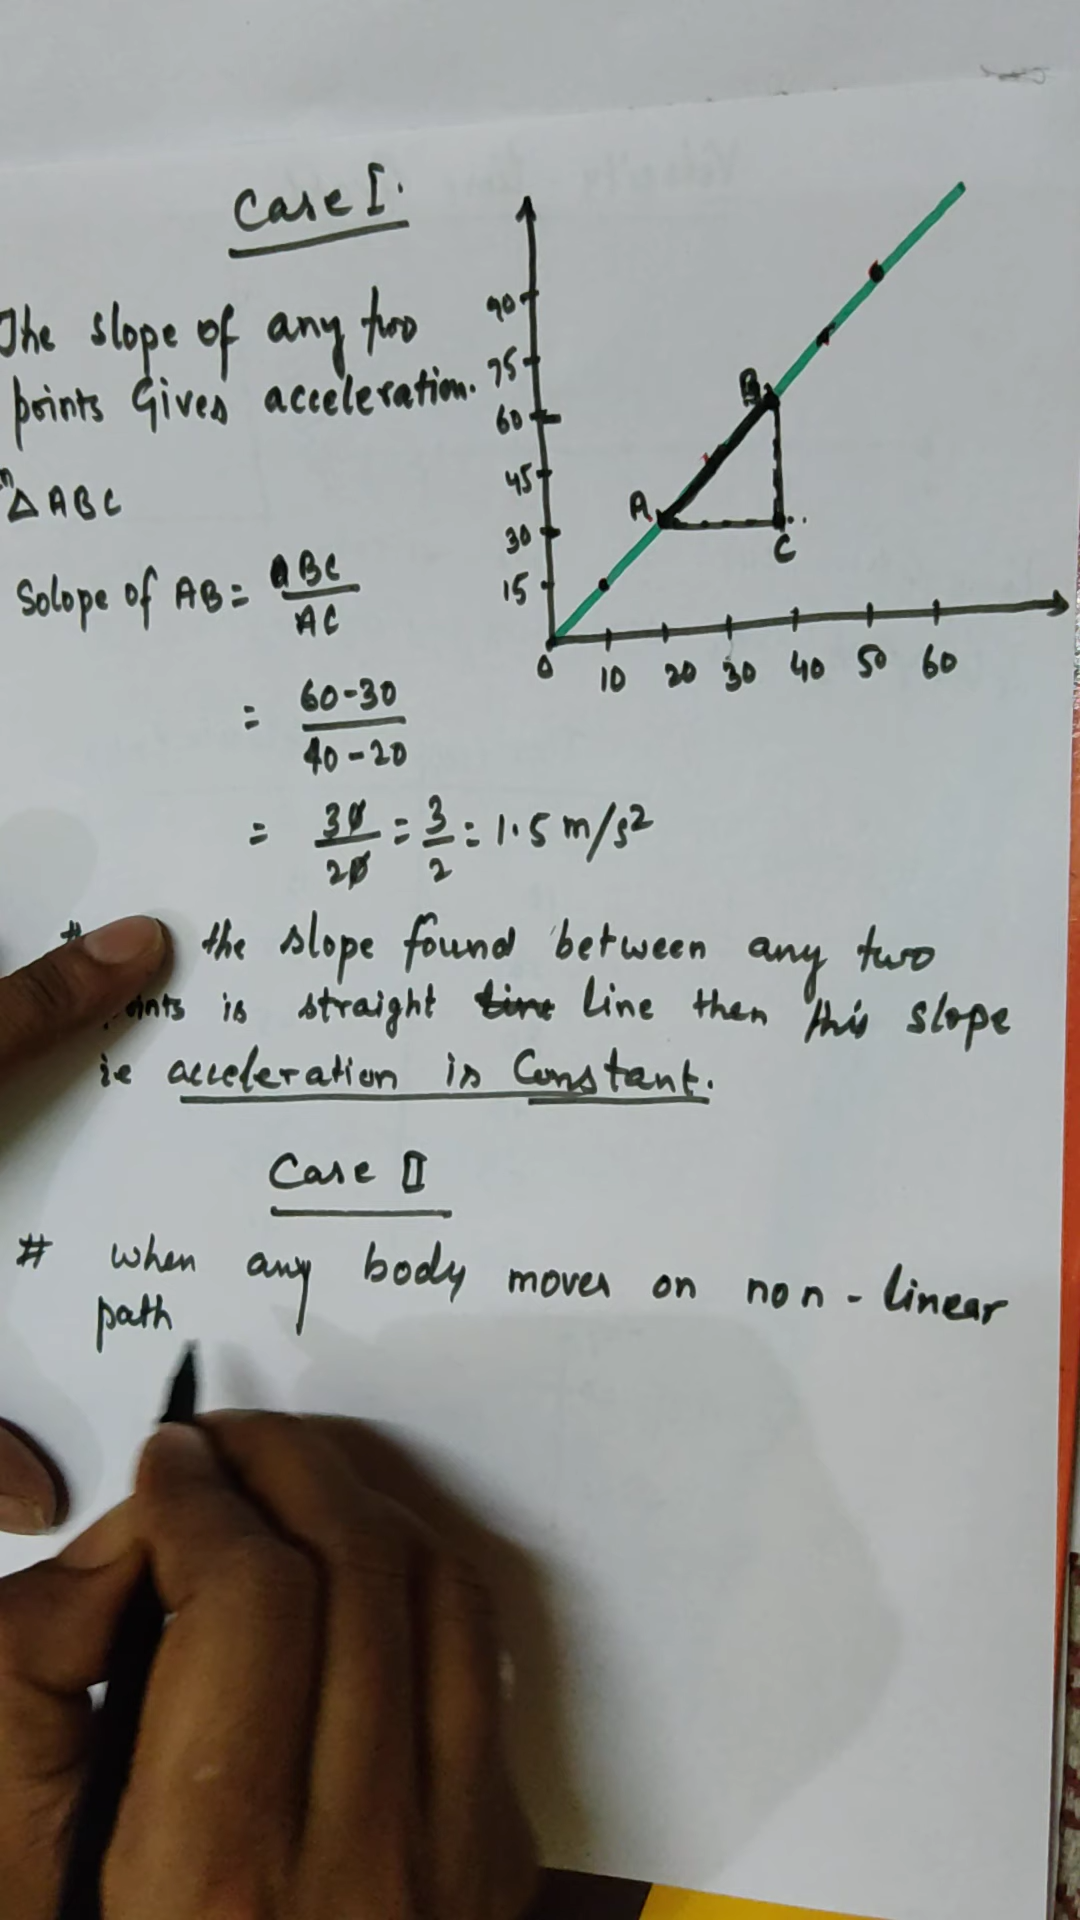 Case I.
The slope of any two
points Gives acceleration.
△ABC
Solope of AB = BC
AC
= 60-30
40-20
= 30 = 3 = 1.5 m/s²
20 2
90
75
60
45
30
15
0 10 20 30 40 50 60
A
B
C
# the slope found between any two
is straight line Line then this slope
ie acceleration is Constant.
Case II
# when any body moves on non-linear
path